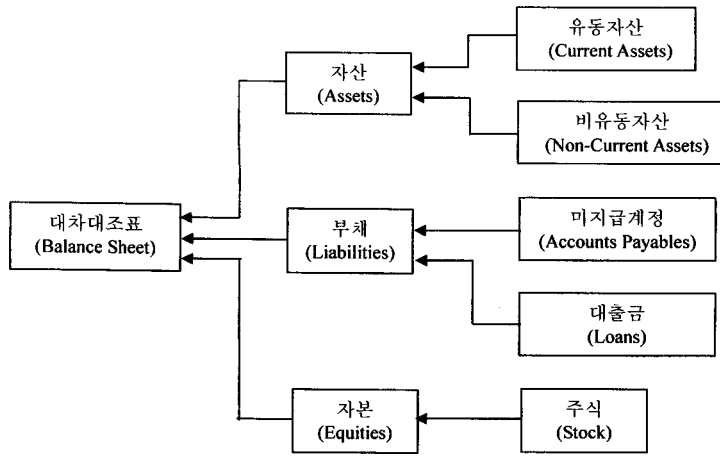 유동자산
(Current Assets)
자산
(Assets)
비유동자산
(Non-Current Assets)
대차대조표
(Balance Sheet)
부채
(Liabilities)
미지급계정
(Accounts Payables)
대출금
(Loans)
자본
(Equities)
주식
(Stock)